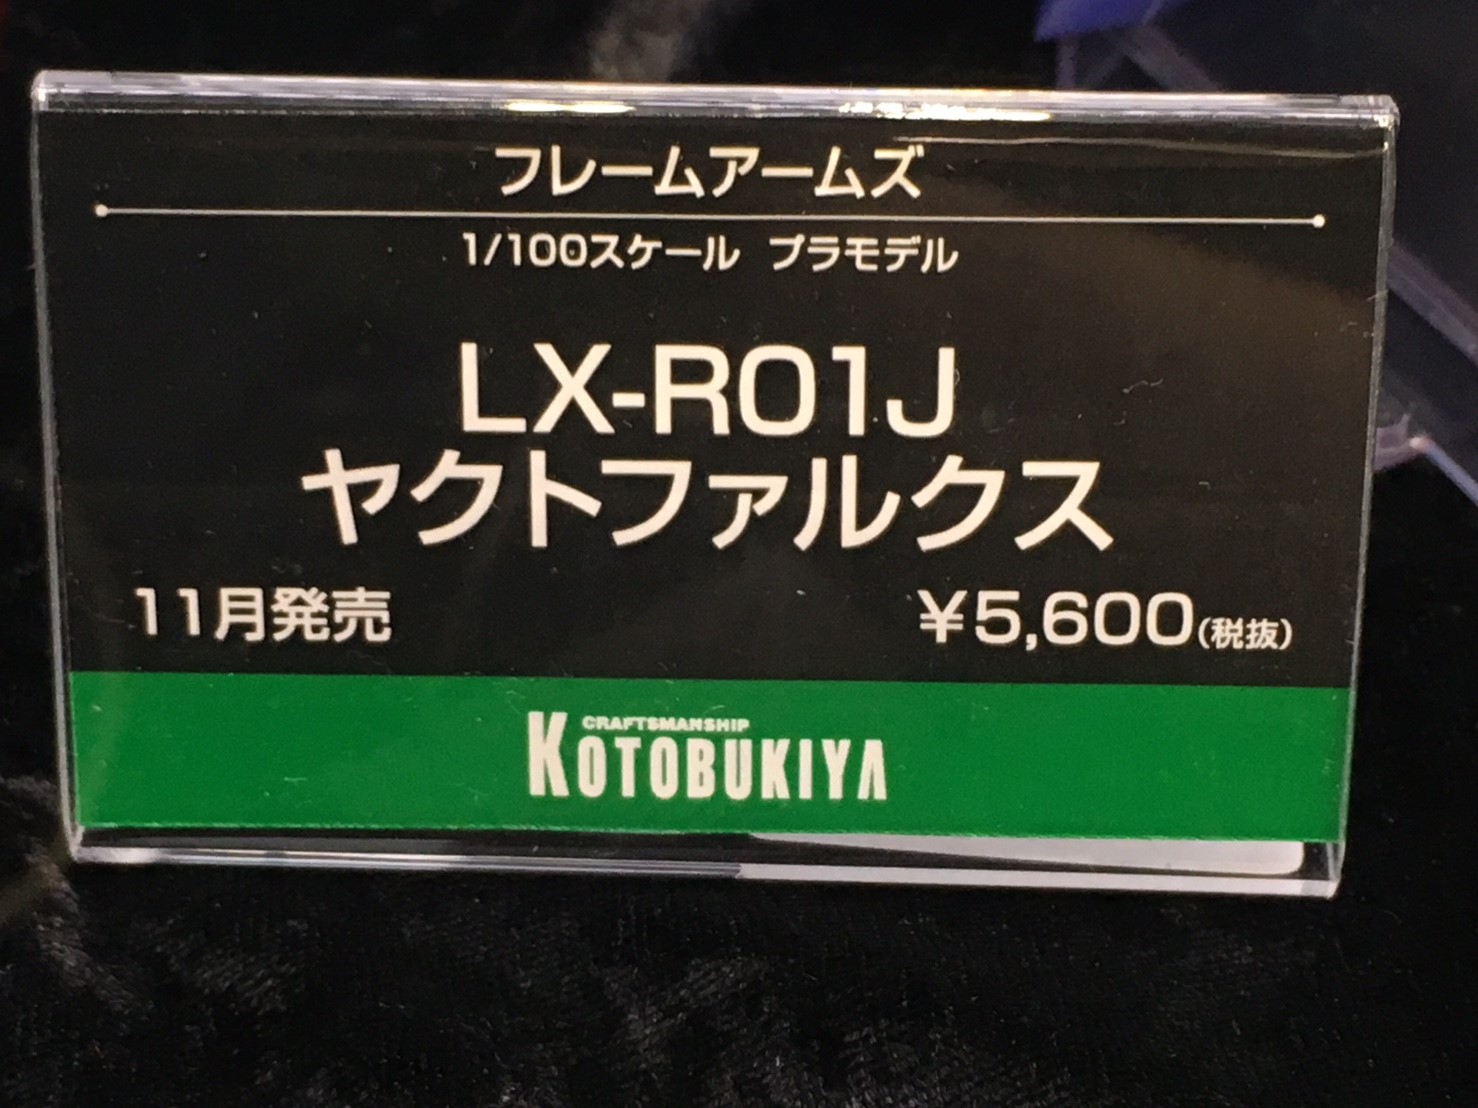 フレームアームズ
1/100スケール プラモデル
LX-R01J
ヤクトファルクス
11月発売
¥5,600(税抜)
CRAFTSMANSHIP
KOTOBUKIYA